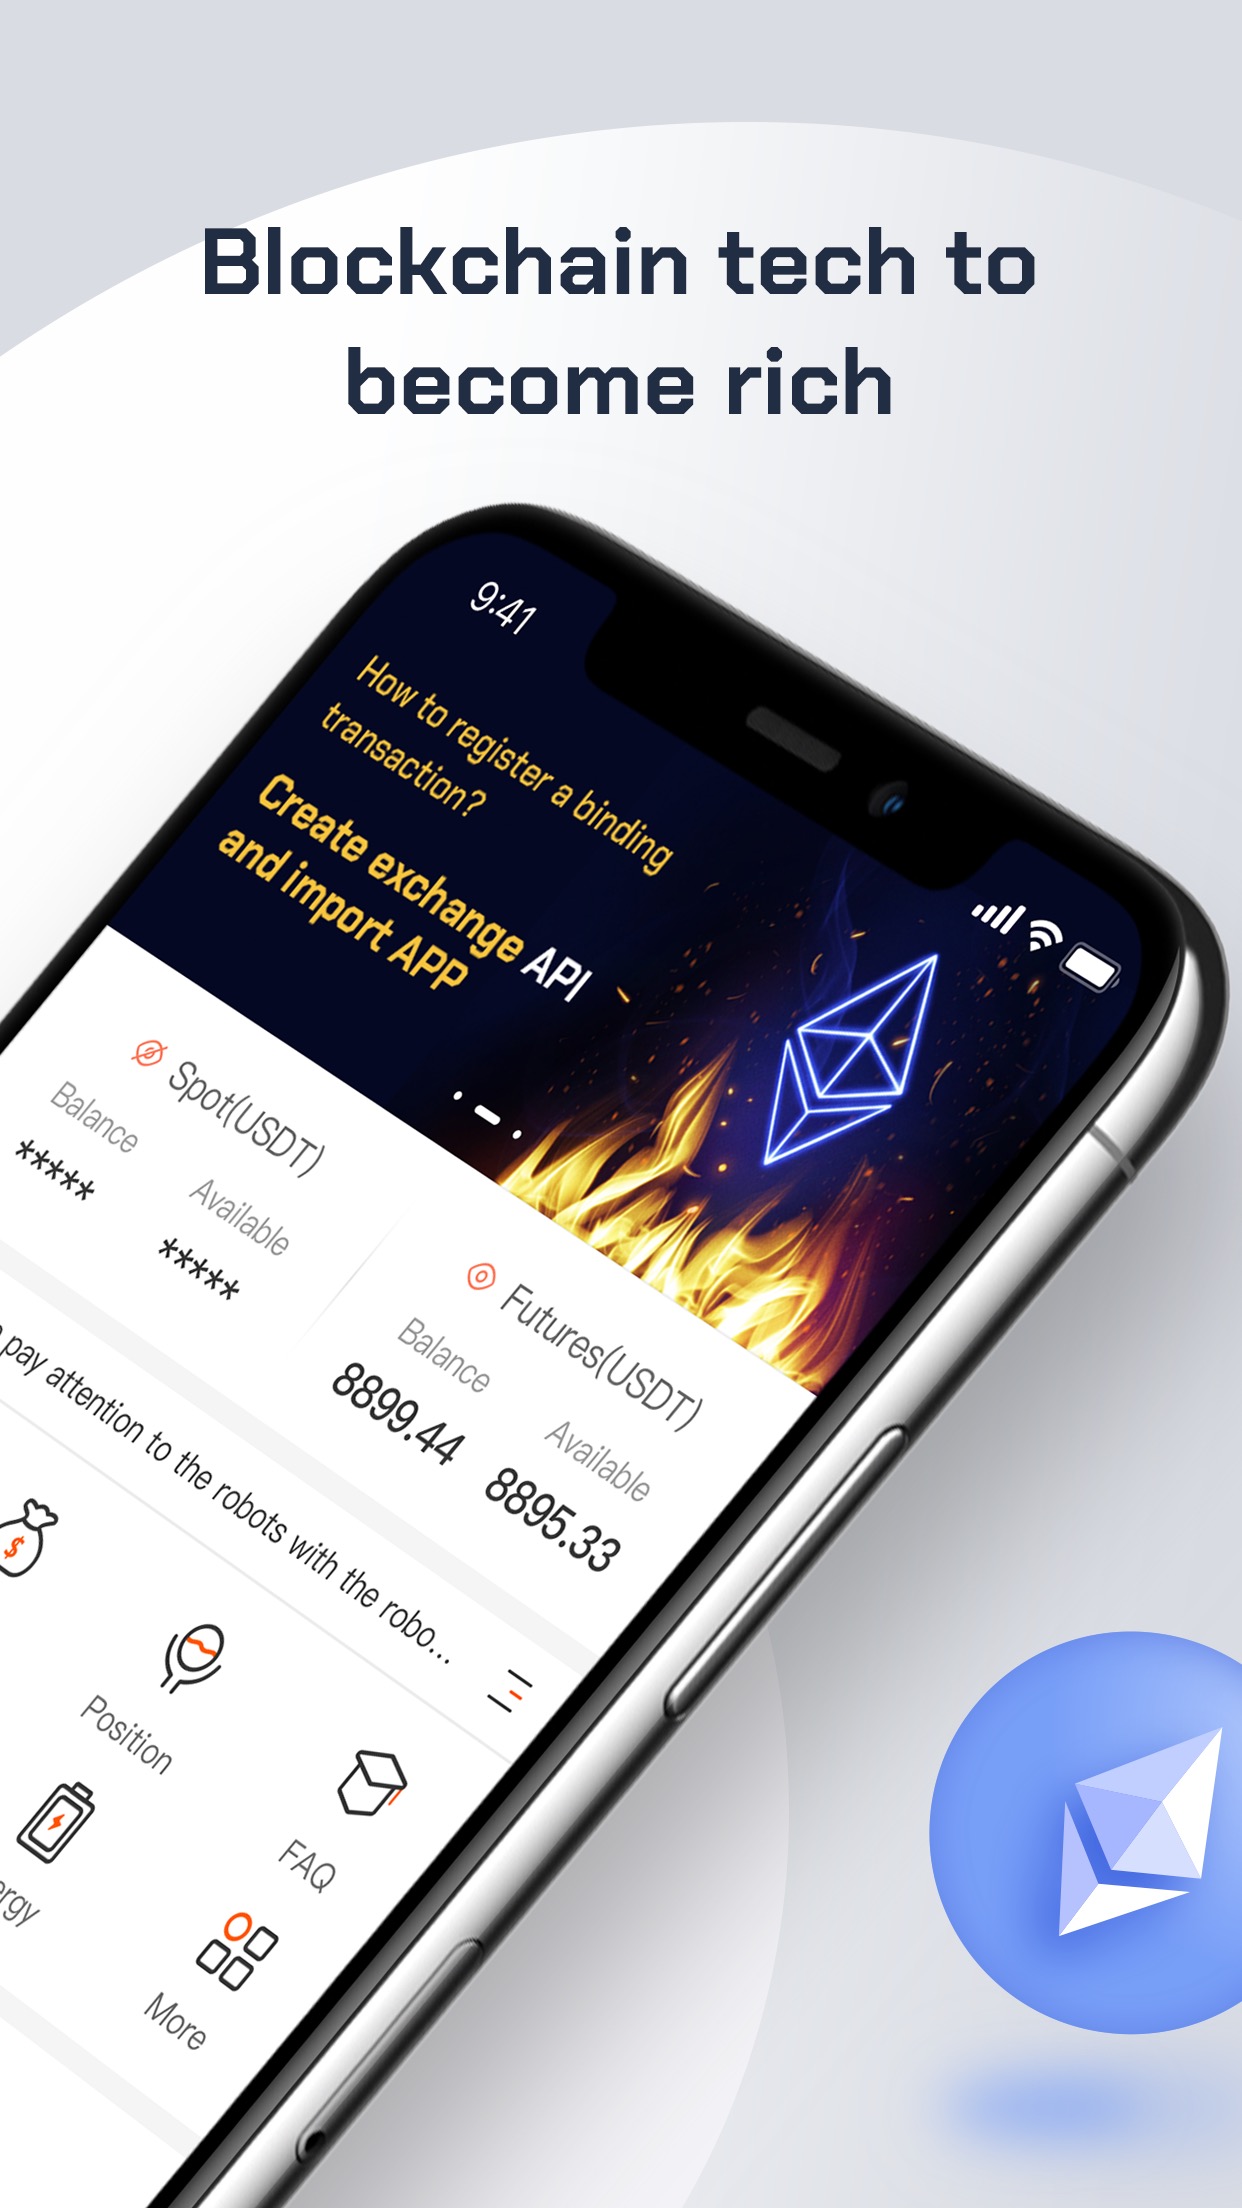 Blockchain tech to
become rich
9:41
How to register a binding
transaction?
Create exchange API
and import APP
Spot(USDT)
Balance
*****
Available
*****
Futures(USDT)
Balance
8899.44
Available
8895.33
pay attention to the robots with the robo...
$
Position
FAQ
More